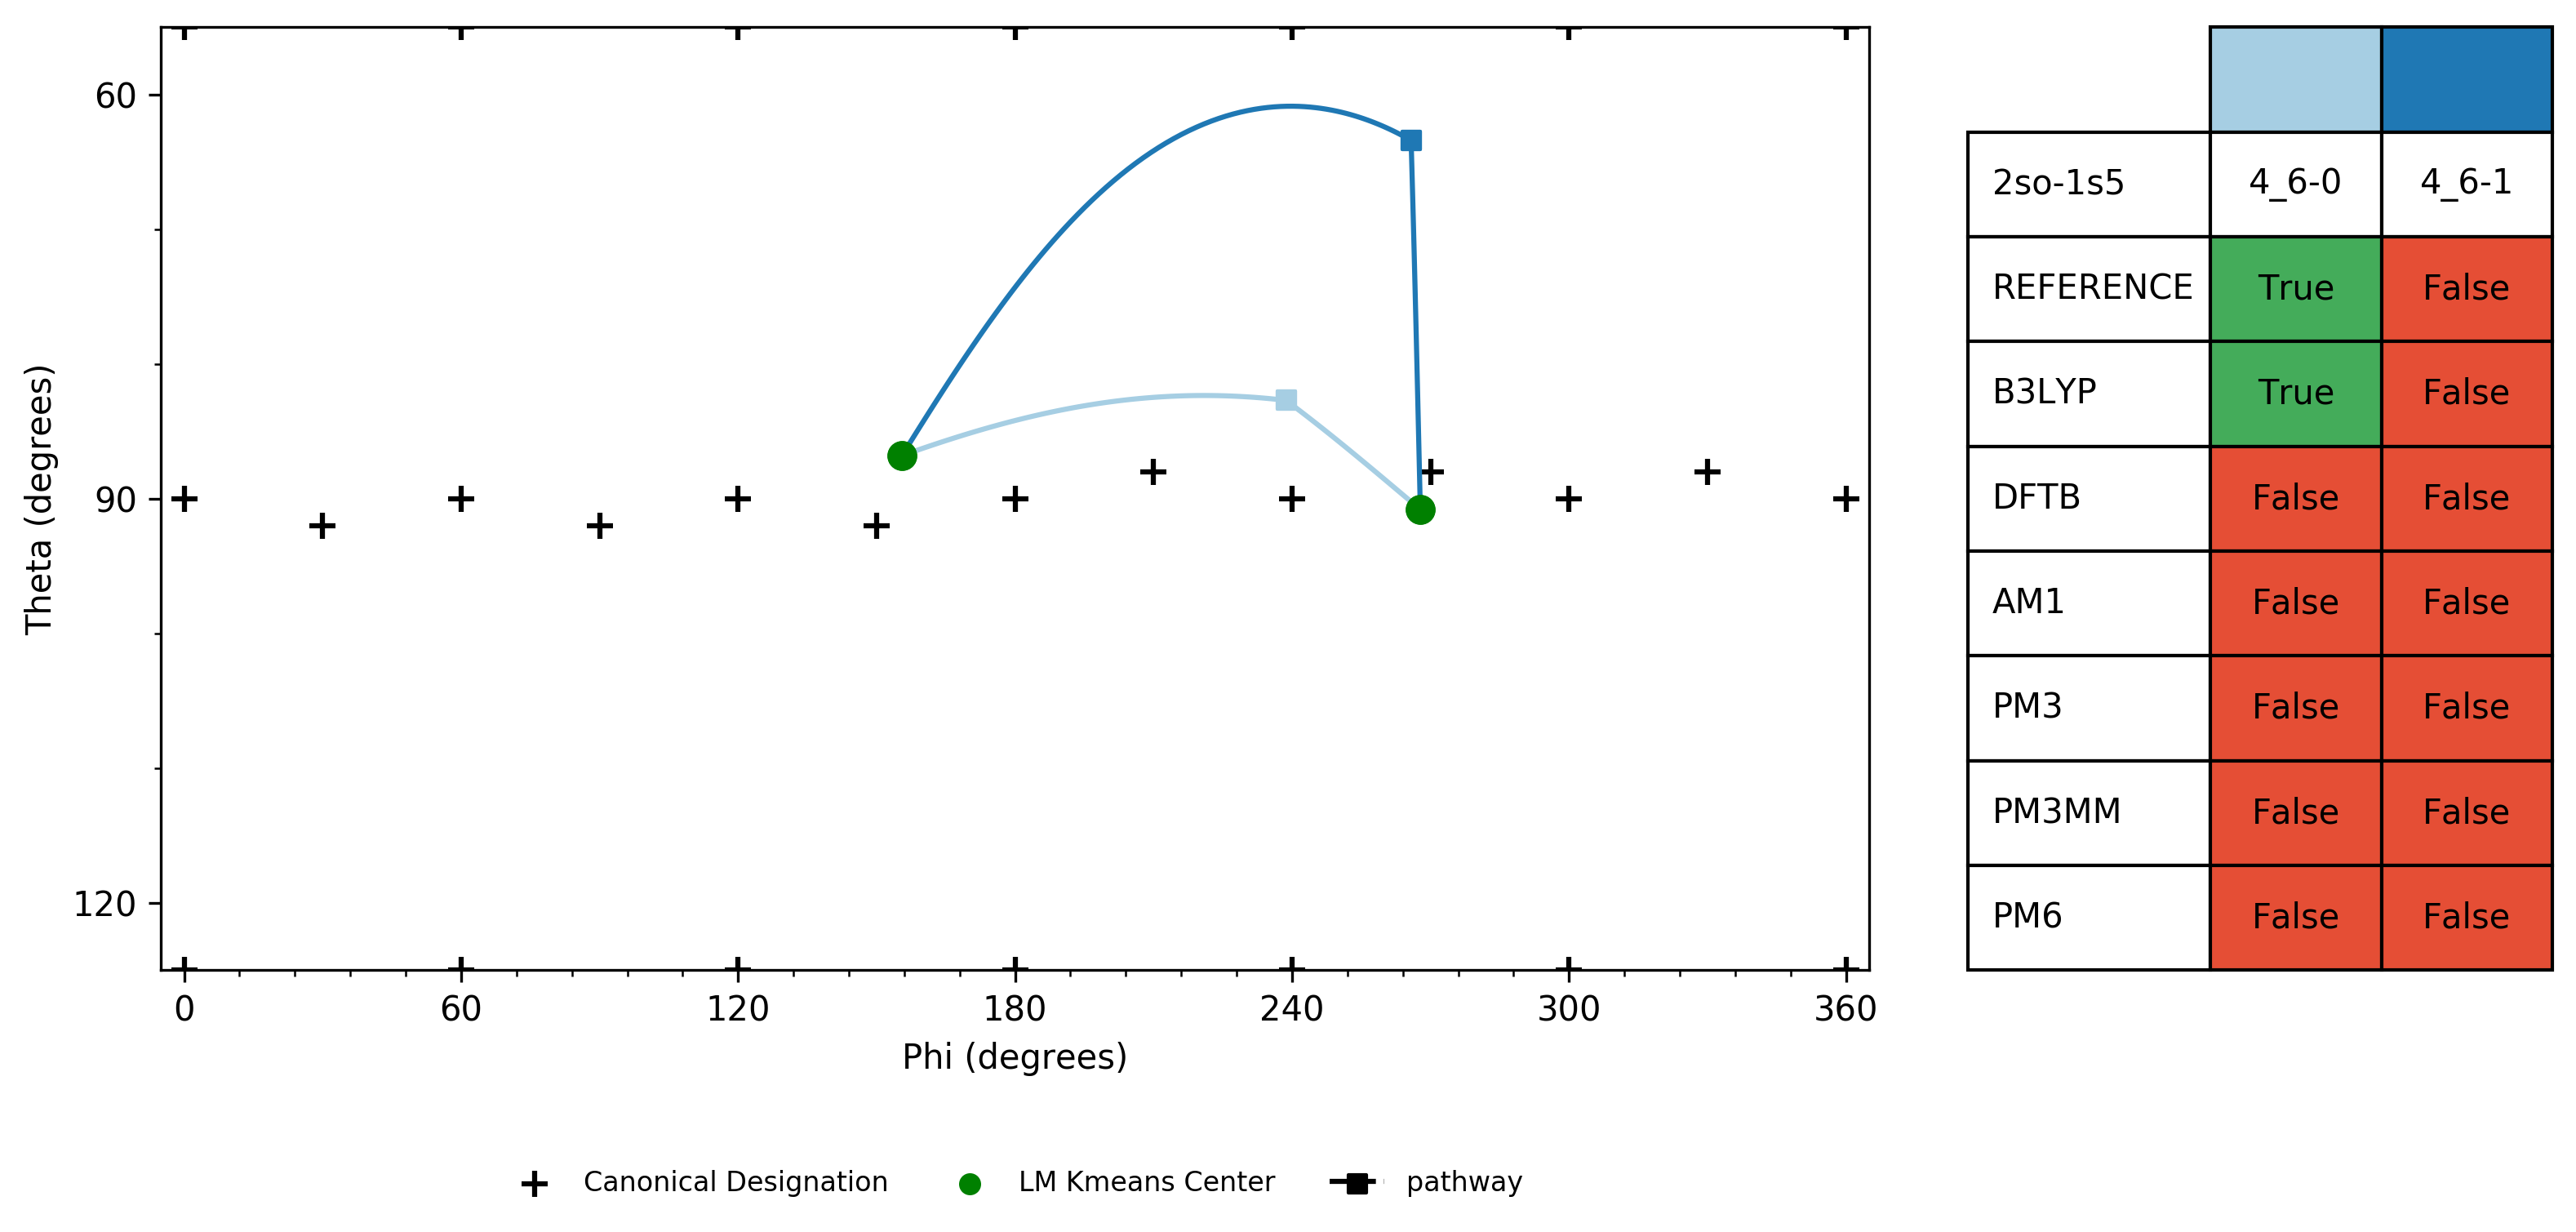 60
90
120
Theta (degrees)
0 60 120 180 240 300 360
Phi (degrees)
Canonical Designation LM Kmeans Center pathway
2so-1s5 4_6-0 4_6-1
REFERENCE True False
B3LYP True False
DFTB False False
AM1 False False
PM3 False False
PM3MM False False
PM6 False False